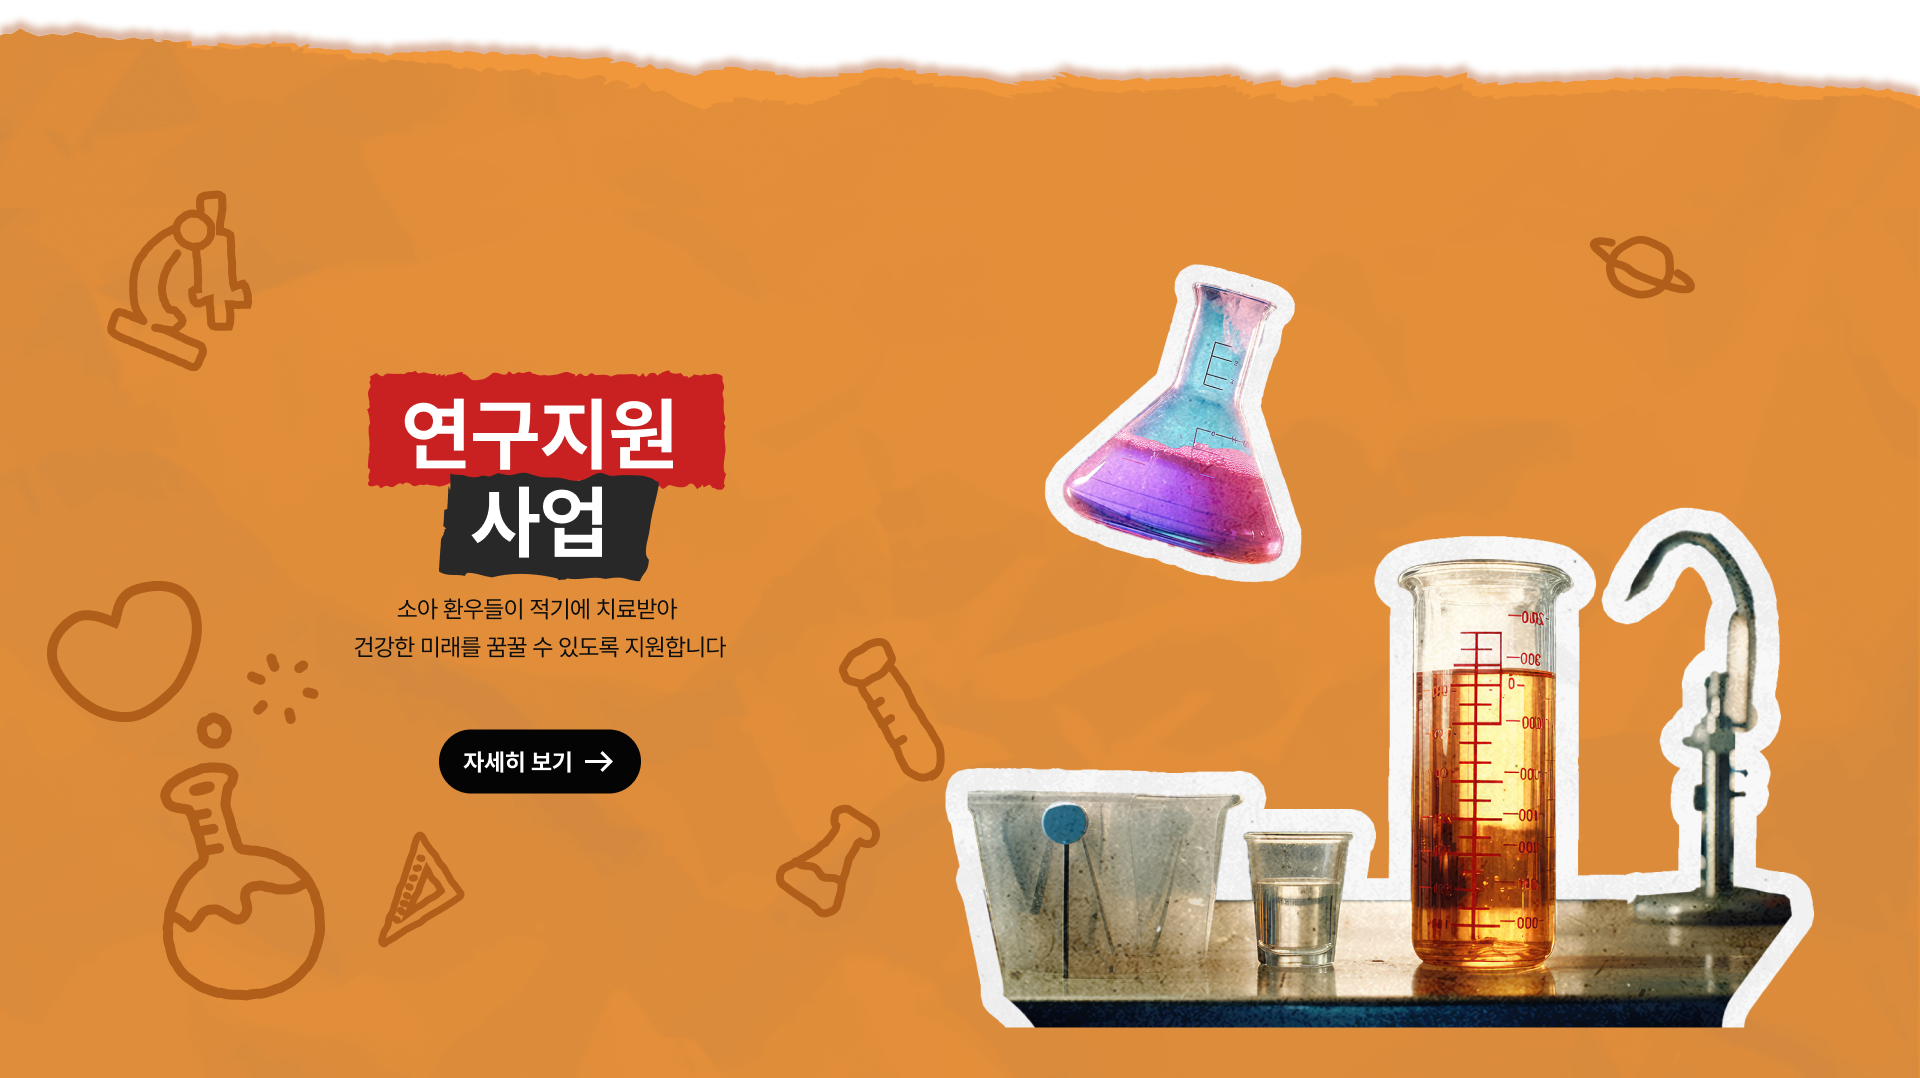 연구지원
사업
소아 환우들이 적기에 치료받아
건강한 미래를 꿈꿀 수 있도록 지원합니다
자세히 보기